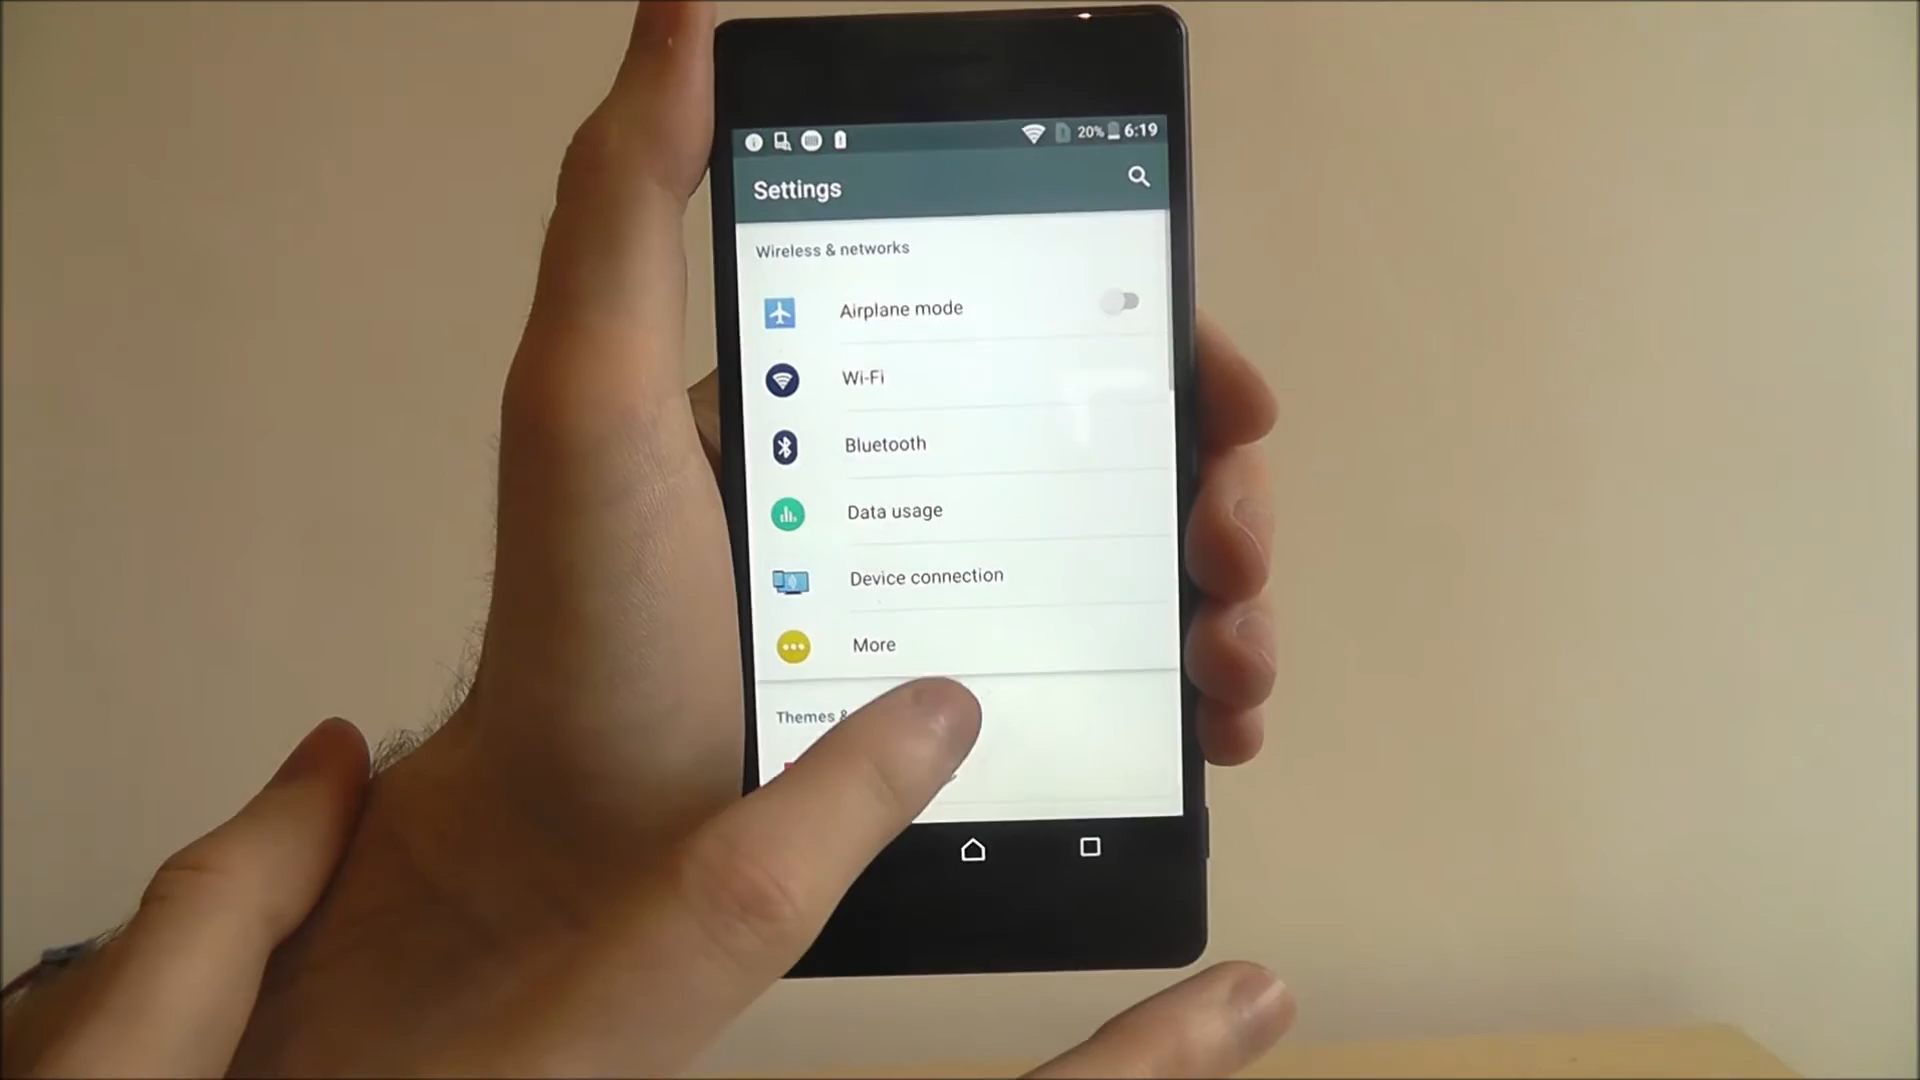 20% 6:19
Settings
Wireless & networks
Airplane mode
Wi-Fi
Bluetooth
Data usage
Device connection
More
Themes &